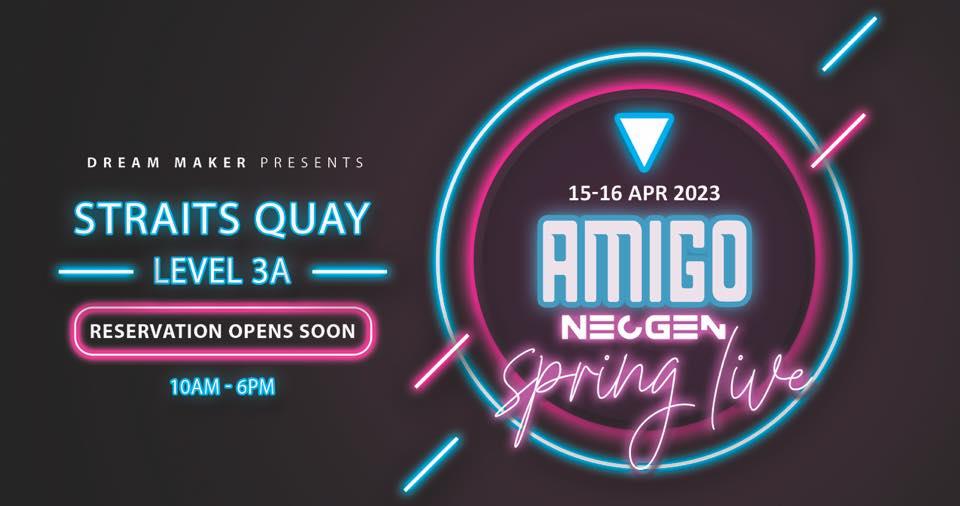 DREAM MAKER PRESENTS
STRAITS QUAY
LEVEL 3A
RESERVATION OPENS SOON
10AM - 6PM
15-16 APR 2023
AMIGO
NEOGEN
spring live